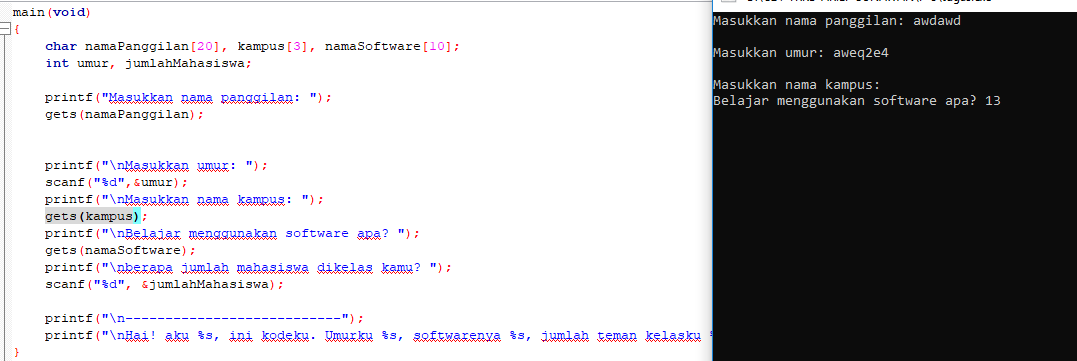 main(void)
{
char namaPanggilan[20], kampus[3], namaSoftware[10];
int umur, jumlahMahasiswa;
printf("Masukkan nama panggilan: ");
gets(namaPanggilan);
printf("\nMasukkan umur: ");
scanf("%d",&umur);
printf("\nMasukkan nama kampus: ");
gets(kampus);
printf("\nBelajar menggunakan software apa? ");
gets(namaSoftware);
printf("\nberapa jumlah mahasiswa dikelas kamu? ");
scanf("%d", &jumlahMahasiswa);
printf("\n---------------------------");
printf("\nHai! aku %s, ini kodeku. Umurku %s, softwarenya %s, jumlah teman kelasku
}
Masukkan nama panggilan: awdawd
Masukkan umur: aweq2e4
Masukkan nama kampus:
Belajar menggunakan software apa? 13